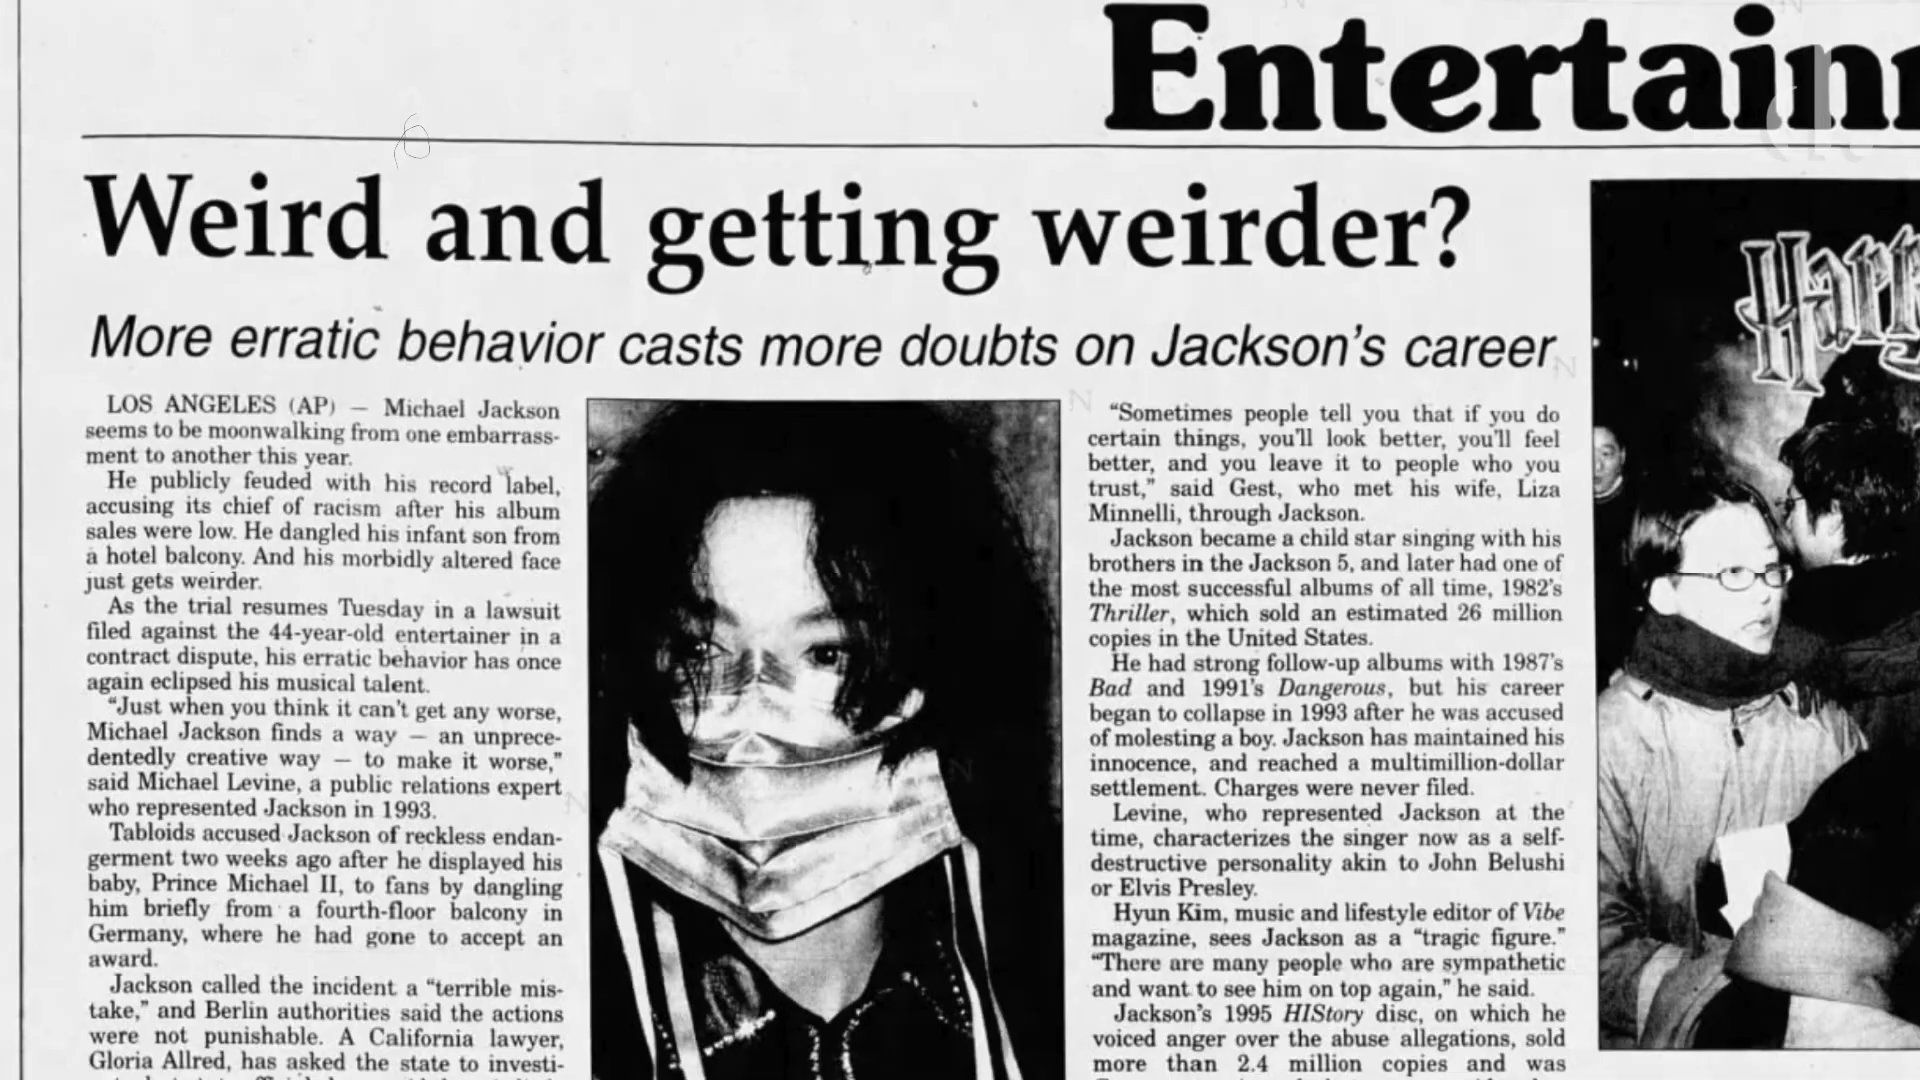 Entertain
Weird and getting weirder?
More erratic behavior casts more doubts on Jackson's career
LOS ANGELES (AP) — Michael Jackson
seems to be moonwalking from one embarrass-
ment to another this year.
He publicly feuded with his record label,
accusing its chief of racism after his album
sales were low. He dangled his infant son from
a hotel balcony. And his morbidly altered face
just gets weirder.
As the trial resumes Tuesday in a lawsuit
filed against the 44-year-old entertainer in a
contract dispute, his erratic behavior has once
again eclipsed his musical talent.
“Just when you think it can't get any worse,
Michael Jackson finds a way — an unprece-
dentedly creative way — to make it worse,”
said Michael Levine, a public relations expert
who represented Jackson in 1993.
Tabloids accused Jackson of reckless endan-
germent two weeks ago after he displayed his
baby, Prince Michael II, to fans by dangling
him briefly from a fourth-floor balcony in
Germany, where he had gone to accept an
award.
Jackson called the incident a “terrible mis-
take,” and Berlin authorities said the actions
were not punishable. A California lawyer,
Gloria Allred, has asked the state to investi-
“Sometimes people tell you that if you do
certain things, you'll look better, you'll feel
better, and you leave it to people who you
trust,” said Gest, who met his wife, Liza
Minnelli, through Jackson.
Jackson became a child star singing with his
brothers in the Jackson 5, and later had one of
the most successful albums of all time, 1982's
Thriller, which sold an estimated 26 million
copies in the United States.
He had strong follow-up albums with 1987's
Bad and 1991's Dangerous, but his career
began to collapse in 1993 after he was accused
of molesting a boy. Jackson has maintained his
innocence, and reached a multimillion-dollar
settlement. Charges were never filed.
Levine, who represented Jackson at the
time, characterizes the singer now as a self-
destructive personality akin to John Belushi
or Elvis Presley.
Hyun Kim, music and lifestyle editor of Vibe
magazine, sees Jackson as a “tragic figure.”
“There are many people who are sympathetic
and want to see him on top again,” he said.
Jackson's 1995 HIStory disc, on which he
voiced anger over the abuse allegations, sold
more than 2.4 million copies and was
Harry